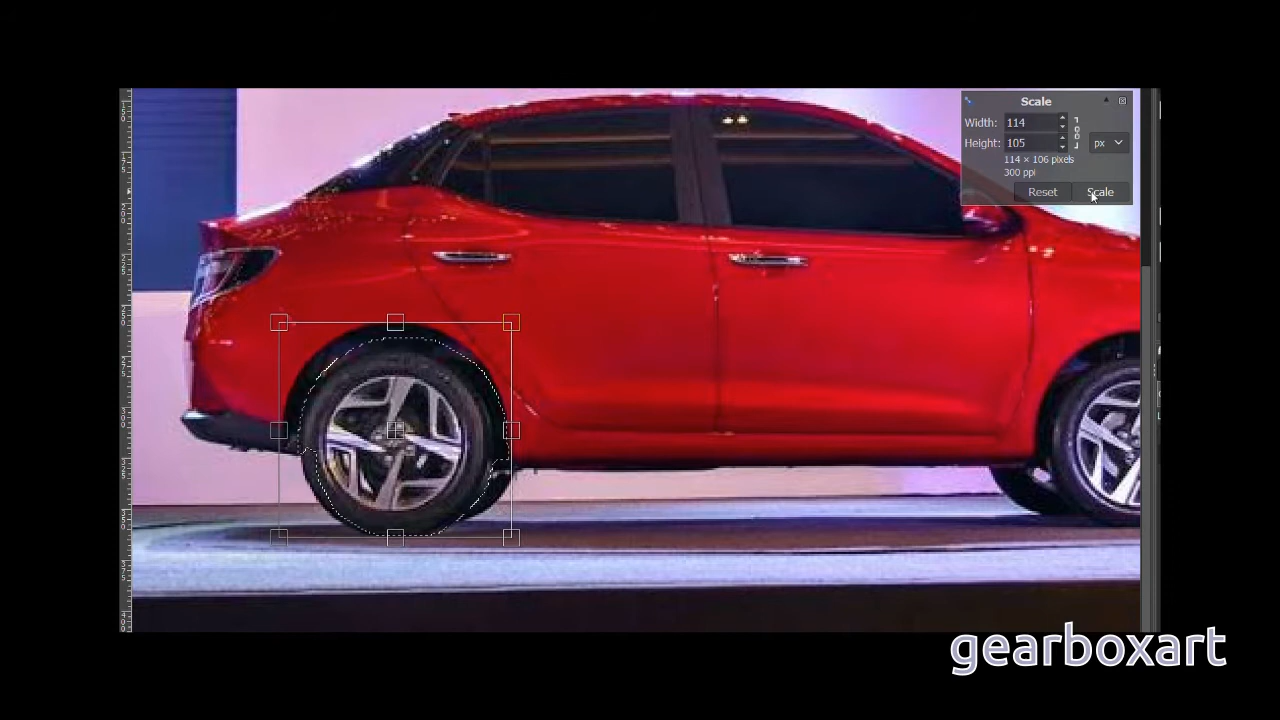 Scale
Width: 114
Height: 105 px
114 × 106 pixels
300 ppi
Reset Scale
gearboxart